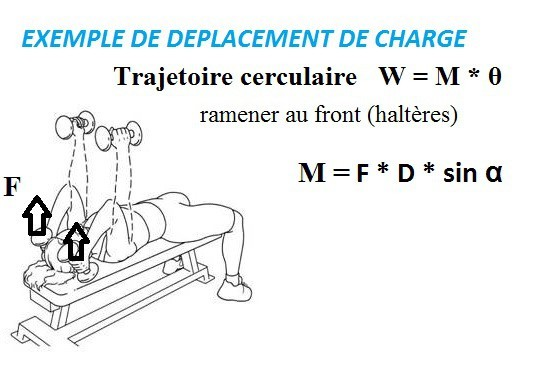 EXEMPLE DE DEPLACEMENT DE CHARGE
Trajetoire cerculaire W = M * θ
ramener au front (haltères)
M = F * D * sin α
F